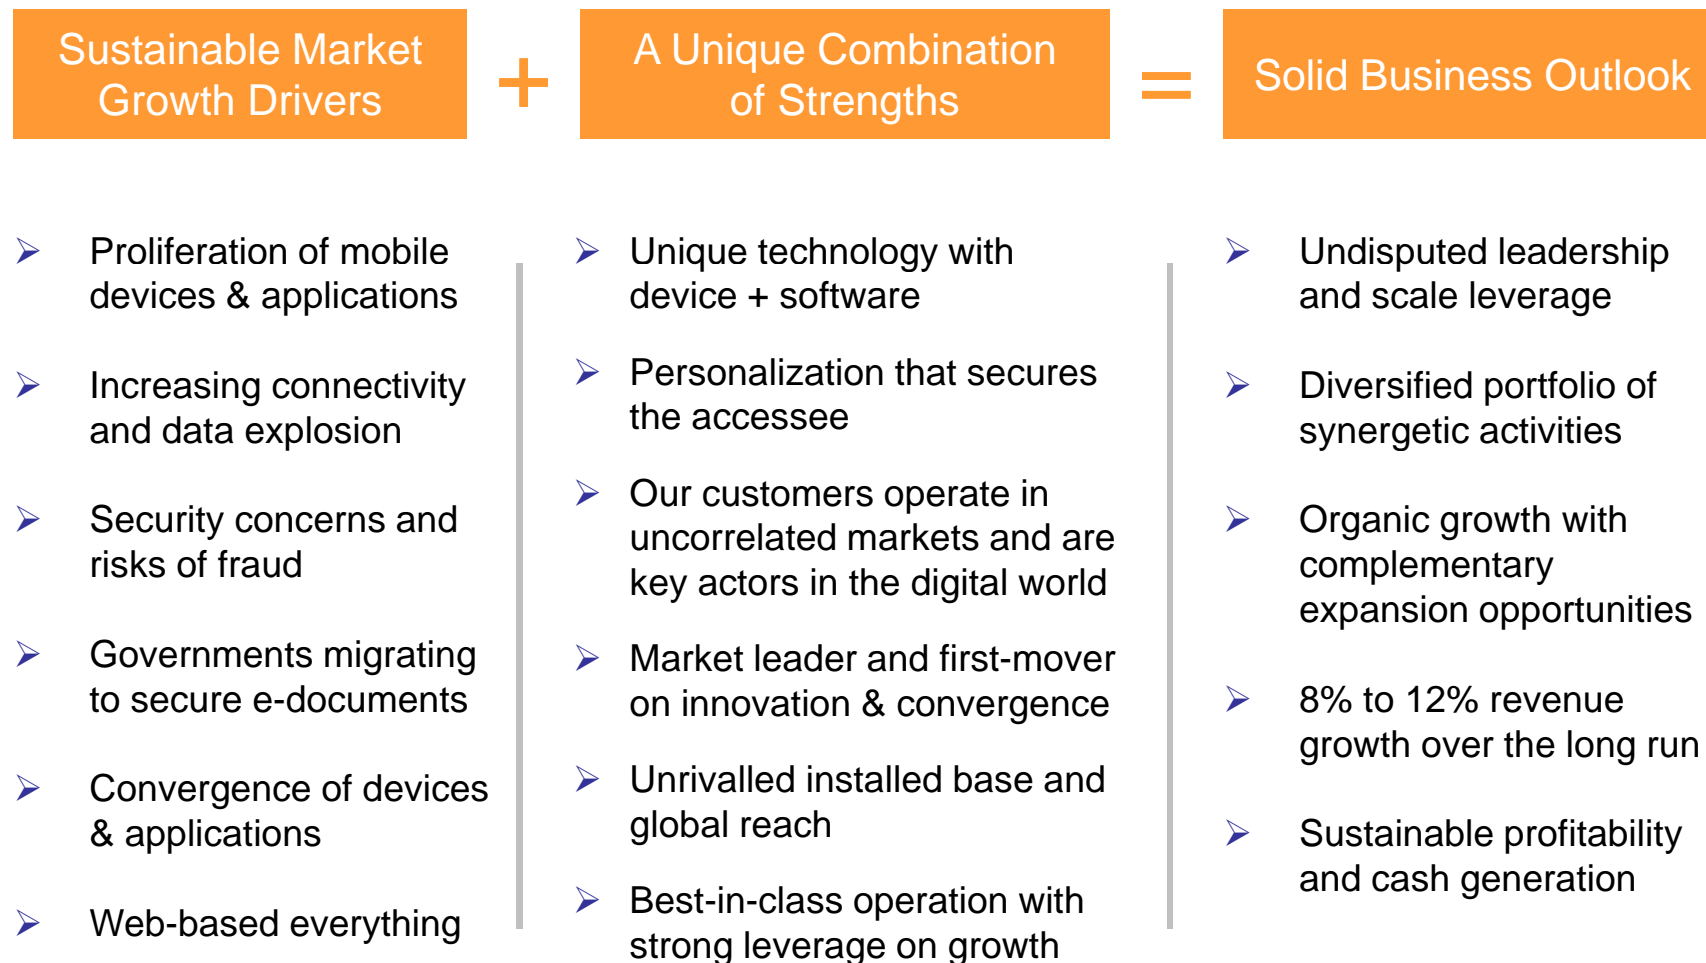 Sustainable Market
Growth Drivers
+
A Unique Combination
of Strengths
=
Solid Business Outlook
Proliferation of mobile
devices & applications
Increasing connectivity
and data explosion
Security concerns and
risks of fraud
Governments migrating
to secure e-documents
Convergence of devices
& applications
Web-based everything
Unique technology with
device + software
Personalization that secures
the accessee
Our customers operate in
uncorrelated markets and are
key actors in the digital world
Market leader and first-mover
on innovation & convergence
Unrivalled installed base and
global reach
Best-in-class operation with
strong leverage on growth
Undisputed leadership
and scale leverage
Diversified portfolio of
synergetic activities
Organic growth with
complementary
expansion opportunities
8% to 12% revenue
growth over the long run
Sustainable profitability
and cash generation